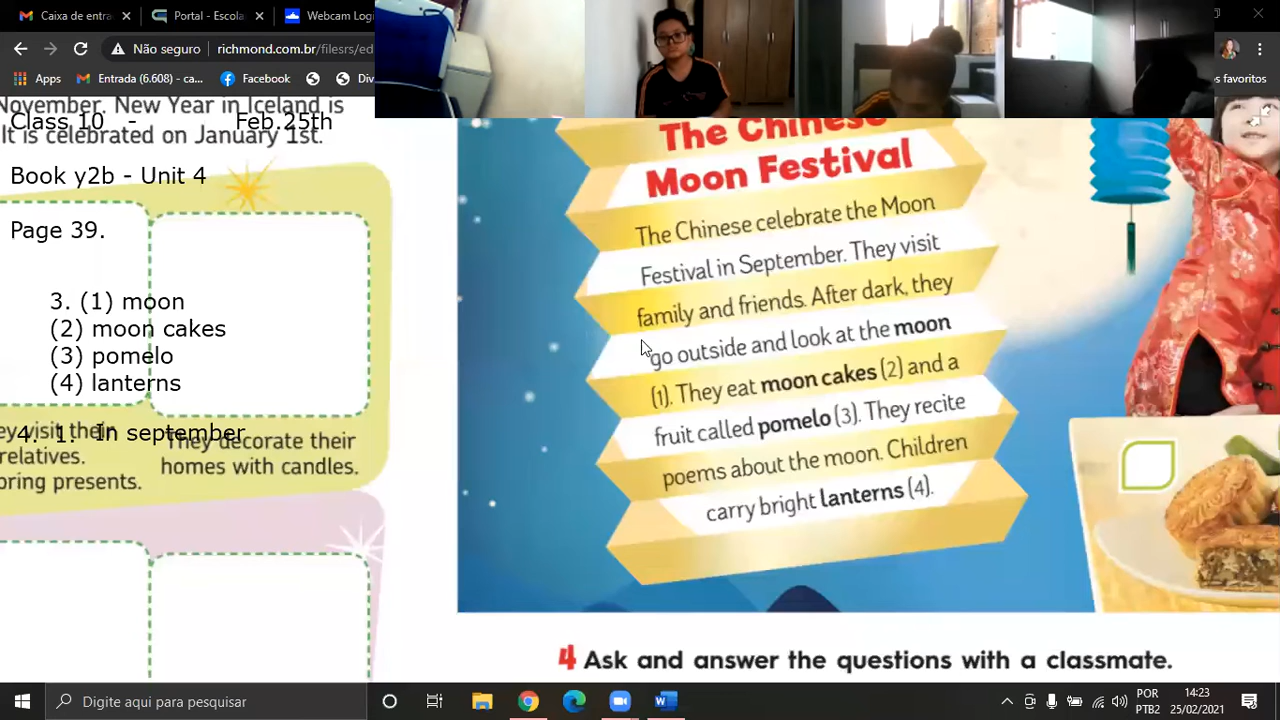 Caixa de entra
Portal - Escola
Webcam Logi
Não seguro
richmond.com.br/filesrs/ed
Apps
Entrada (6.608) - ca...
Facebook
Div
os favoritos
November. New Year in Iceland is
Class 10 - Feb.25th
It is celebrated on January 1st.
Book y2b - Unit 4
Page 39.
3. (1) moon
(2) moon cakes
(3) pomelo
(4) lanterns
4. 1. In september
ey visit their
relatives.
oring presents.
They decorate their
homes with candles.
The Chinese
Moon Festival
The Chinese celebrate the Moon
Festival in September. They visit
family and friends. After dark, they
go outside and look at the moon
(1). They eat moon cakes (2) and a
fruit called pomelo (3). They recite
poems about the moon. Children
carry bright lanterns (4).
4 Ask and answer the questions with a classmate.
Digite aqui para pesquisar
POR
PTB2
14:23
25/02/2021